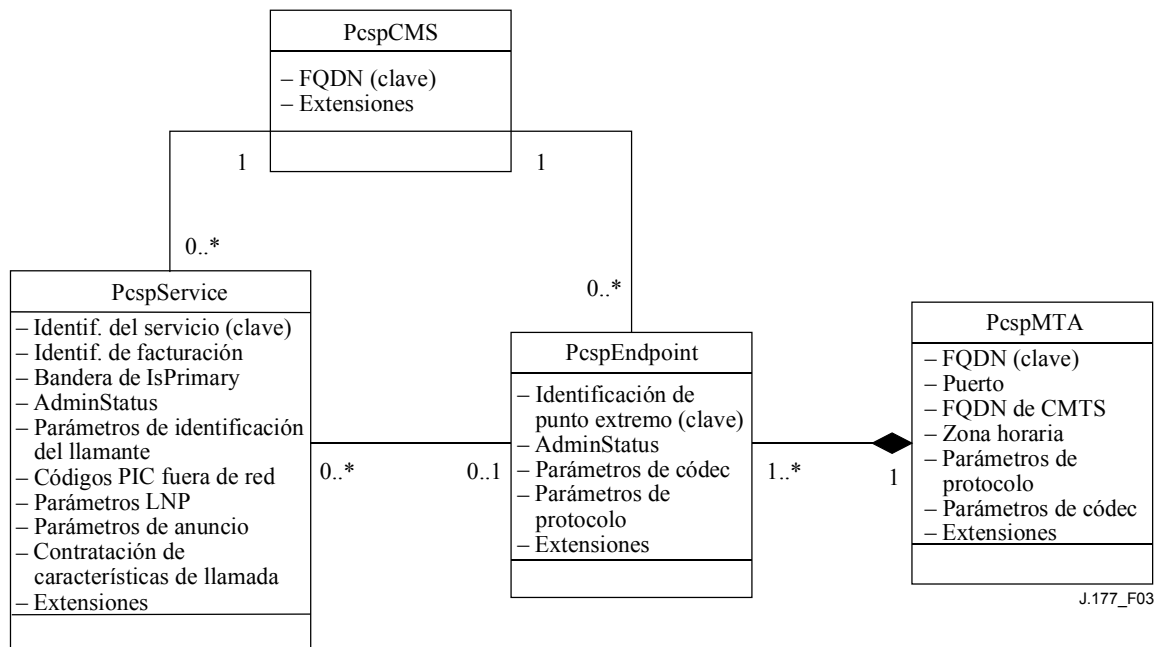 PcspCMS
– FQDN (clave)
– Extensiones
1
1
0..*
0..*
PcspService
– Identif. del servicio (clave)
– Identif. de facturación
– Bandera de IsPrimary
– AdminStatus
– Parámetros de identificación
del llamante
– Códigos PIC fuera de red
– Parámetros LNP
– Parámetros de anuncio
– Contratación de
características de llamada
– Extensiones
0..*
0..1
PcspEndpoint
– Identificación de
punto extremo (clave)
– AdminStatus
– Parámetros de códec
– Parámetros de
protocolo
– Extensiones
1..*
1
PcspMTA
– FQDN (clave)
– Puerto
– FQDN de CMTS
– Zona horaria
– Parámetros de
protocolo
– Parámetros de códec
– Extensiones
J.177_F03